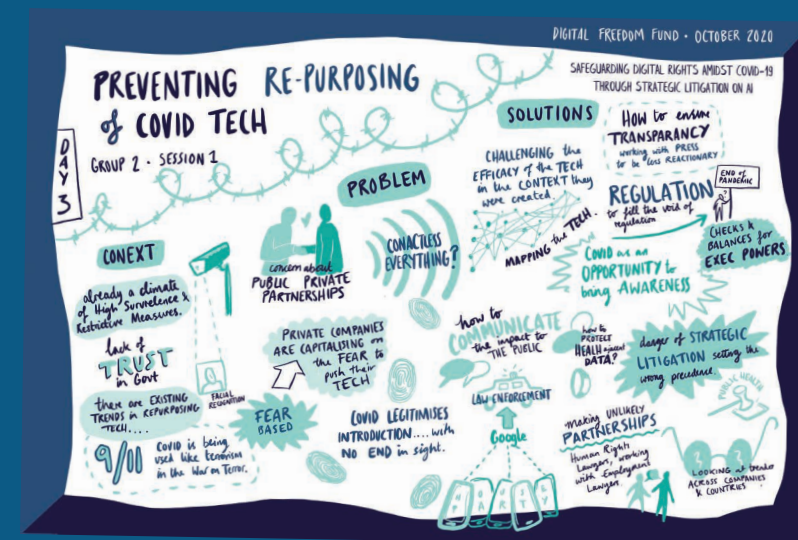 DIGITAL FREEDOM FUND • OCTOBER 2020
SAFEGUARDING DIGITAL RIGHTS AMIDST COVID-19
THROUGH STRATEGIC LITIGATION ON AI
PREVENTING RE-PURPOSING
of COVID TECH
GROUP 2 • SESSION 1
DAY 3
CONEXT
already a climate
of High Survelence &
Restrictive Measures.
lack of
TRUST
in Govt
there are EXISTING
TRENDS in REPURPOSING
TECH....
9/11
COVID is being
used like terrorism
in the War on Terror.
FACIAL
RECOGNITION
PROBLEM
concern about
PUBLIC PRIVATE
PARTNERSHIPS
CONACTLESS
EVERYTHING?
PRIVATE COMPANIES
ARE CAPITALISING on
the FEAR to
push their
TECH
FEAR
BASED
COVID LEGITIMISES
INTRODUCTION.... with
NO END in sight.
SOLUTIONS
CHALLENGING the
EFFICACY of the TECH
in the CONTEXT they
were created
MAPPING the TECH.
HOW to ensure
TRANSPARANCY
working with PRESS
to be less REACTIONARY
REGULATION
to fill the void of
regulation
END of
PANDEMIC
CHECKS &
BALANCES for
EXEC POWERS
COVID as an
OPPORTUNITY to
bring AWARENESS
how to
COMMUNICATE
the impact to
THE PUBLIC
how to
PROTECT
HEALH
DATA?
danger of STRATEGIC
LITIGATION setting the
wrong precedence.
PUBLIC HEALTH
LAW ENFORCEMENT
Google
making UNLIKELY
PARTNERSHIPS
Human Rights
Lawyers, working
with Employment
Lawyers.
LOOKING at trends
ACROSS COMPANIES
& COUNTRIES